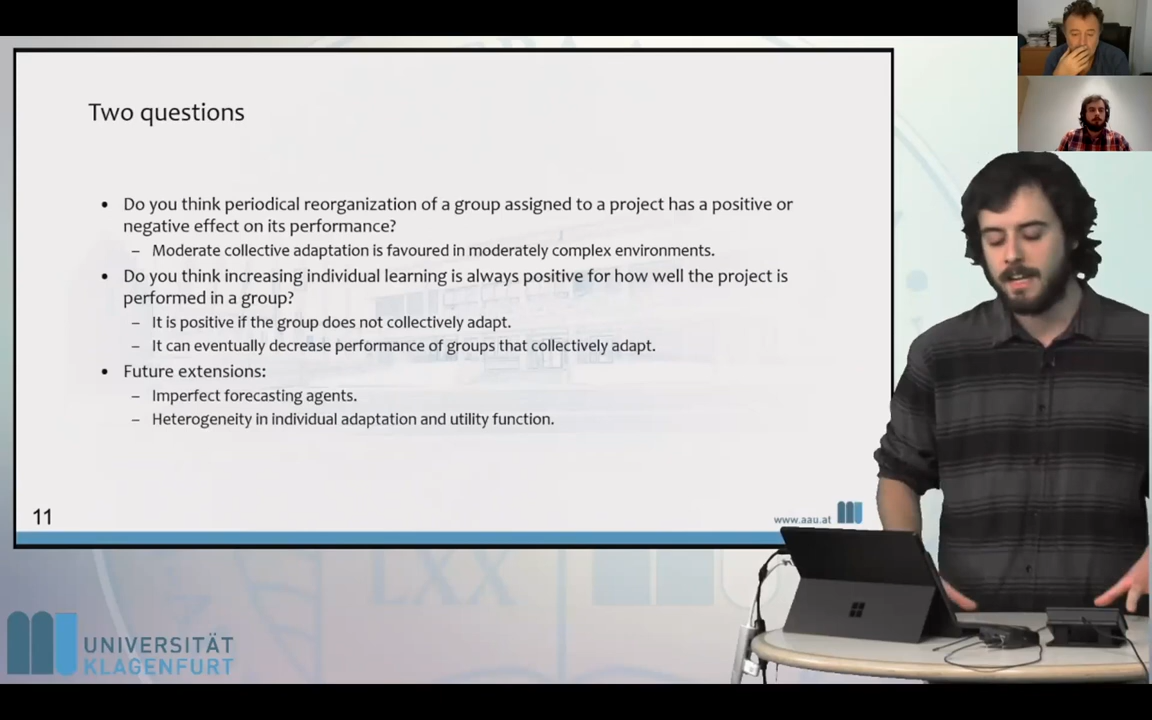 Two questions
• Do you think periodical reorganization of a group assigned to a project has a positive or
negative effect on its performance?
– Moderate collective adaptation is favoured in moderately complex environments.
• Do you think increasing individual learning is always positive for how well the project is
performed in a group?
– It is positive if the group does not collectively adapt.
– It can eventually decrease performance of groups that collectively adapt.
• Future extensions:
– Imperfect forecasting agents.
– Heterogeneity in individual adaptation and utility function.
11
www.aau.at
LXX
UNIVERSITÄT
KLAGENFURT